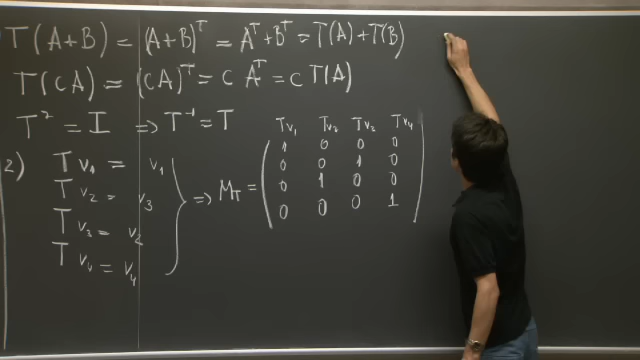 T(A+B) = (A+B)^T = A^T + B^T = T(A) + T(B)
T(cA) = (cA)^T = c A^T = c T(A)
T^2 = I ⇒ T^-1 = T
2) T v1 = v1
T v2 = v3
T v3 = v2
T v4 = v4
⇒ M_T =
Tv1 Tv2 Tv3 Tv4
1 0 0 0
0 0 1 0
0 1 0 0
0 0 0 1